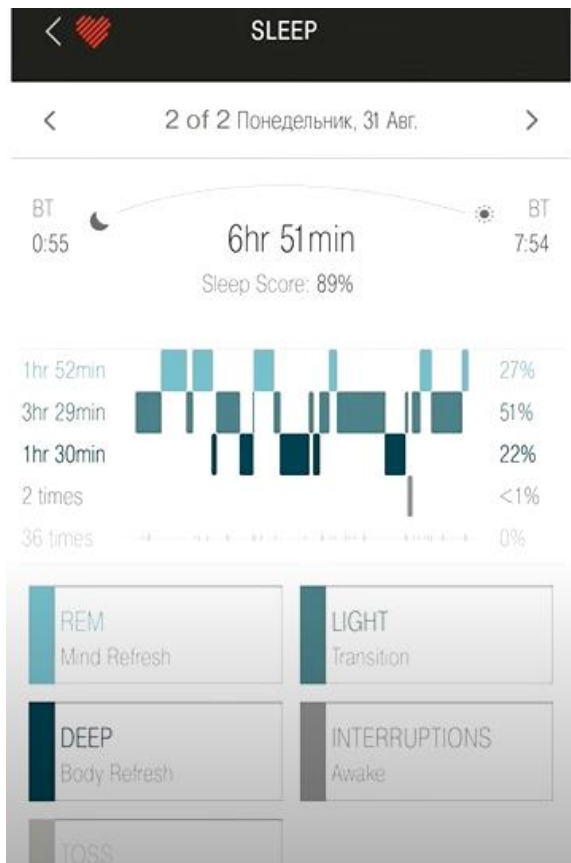 SLEEP
2 of 2 Понедельник, 31 Авг.
ВТ ВТ
0:55 7:54
6hr 51min
Sleep Score: 89%
1hr 52min 27%
3hr 29min 51%
1hr 30min 22%
2 times <1%
36 times 0%
REM LIGHT
Mind Refresh Transition
DEEP INTERRUPTIONS
Body Refresh Awake
TOSS